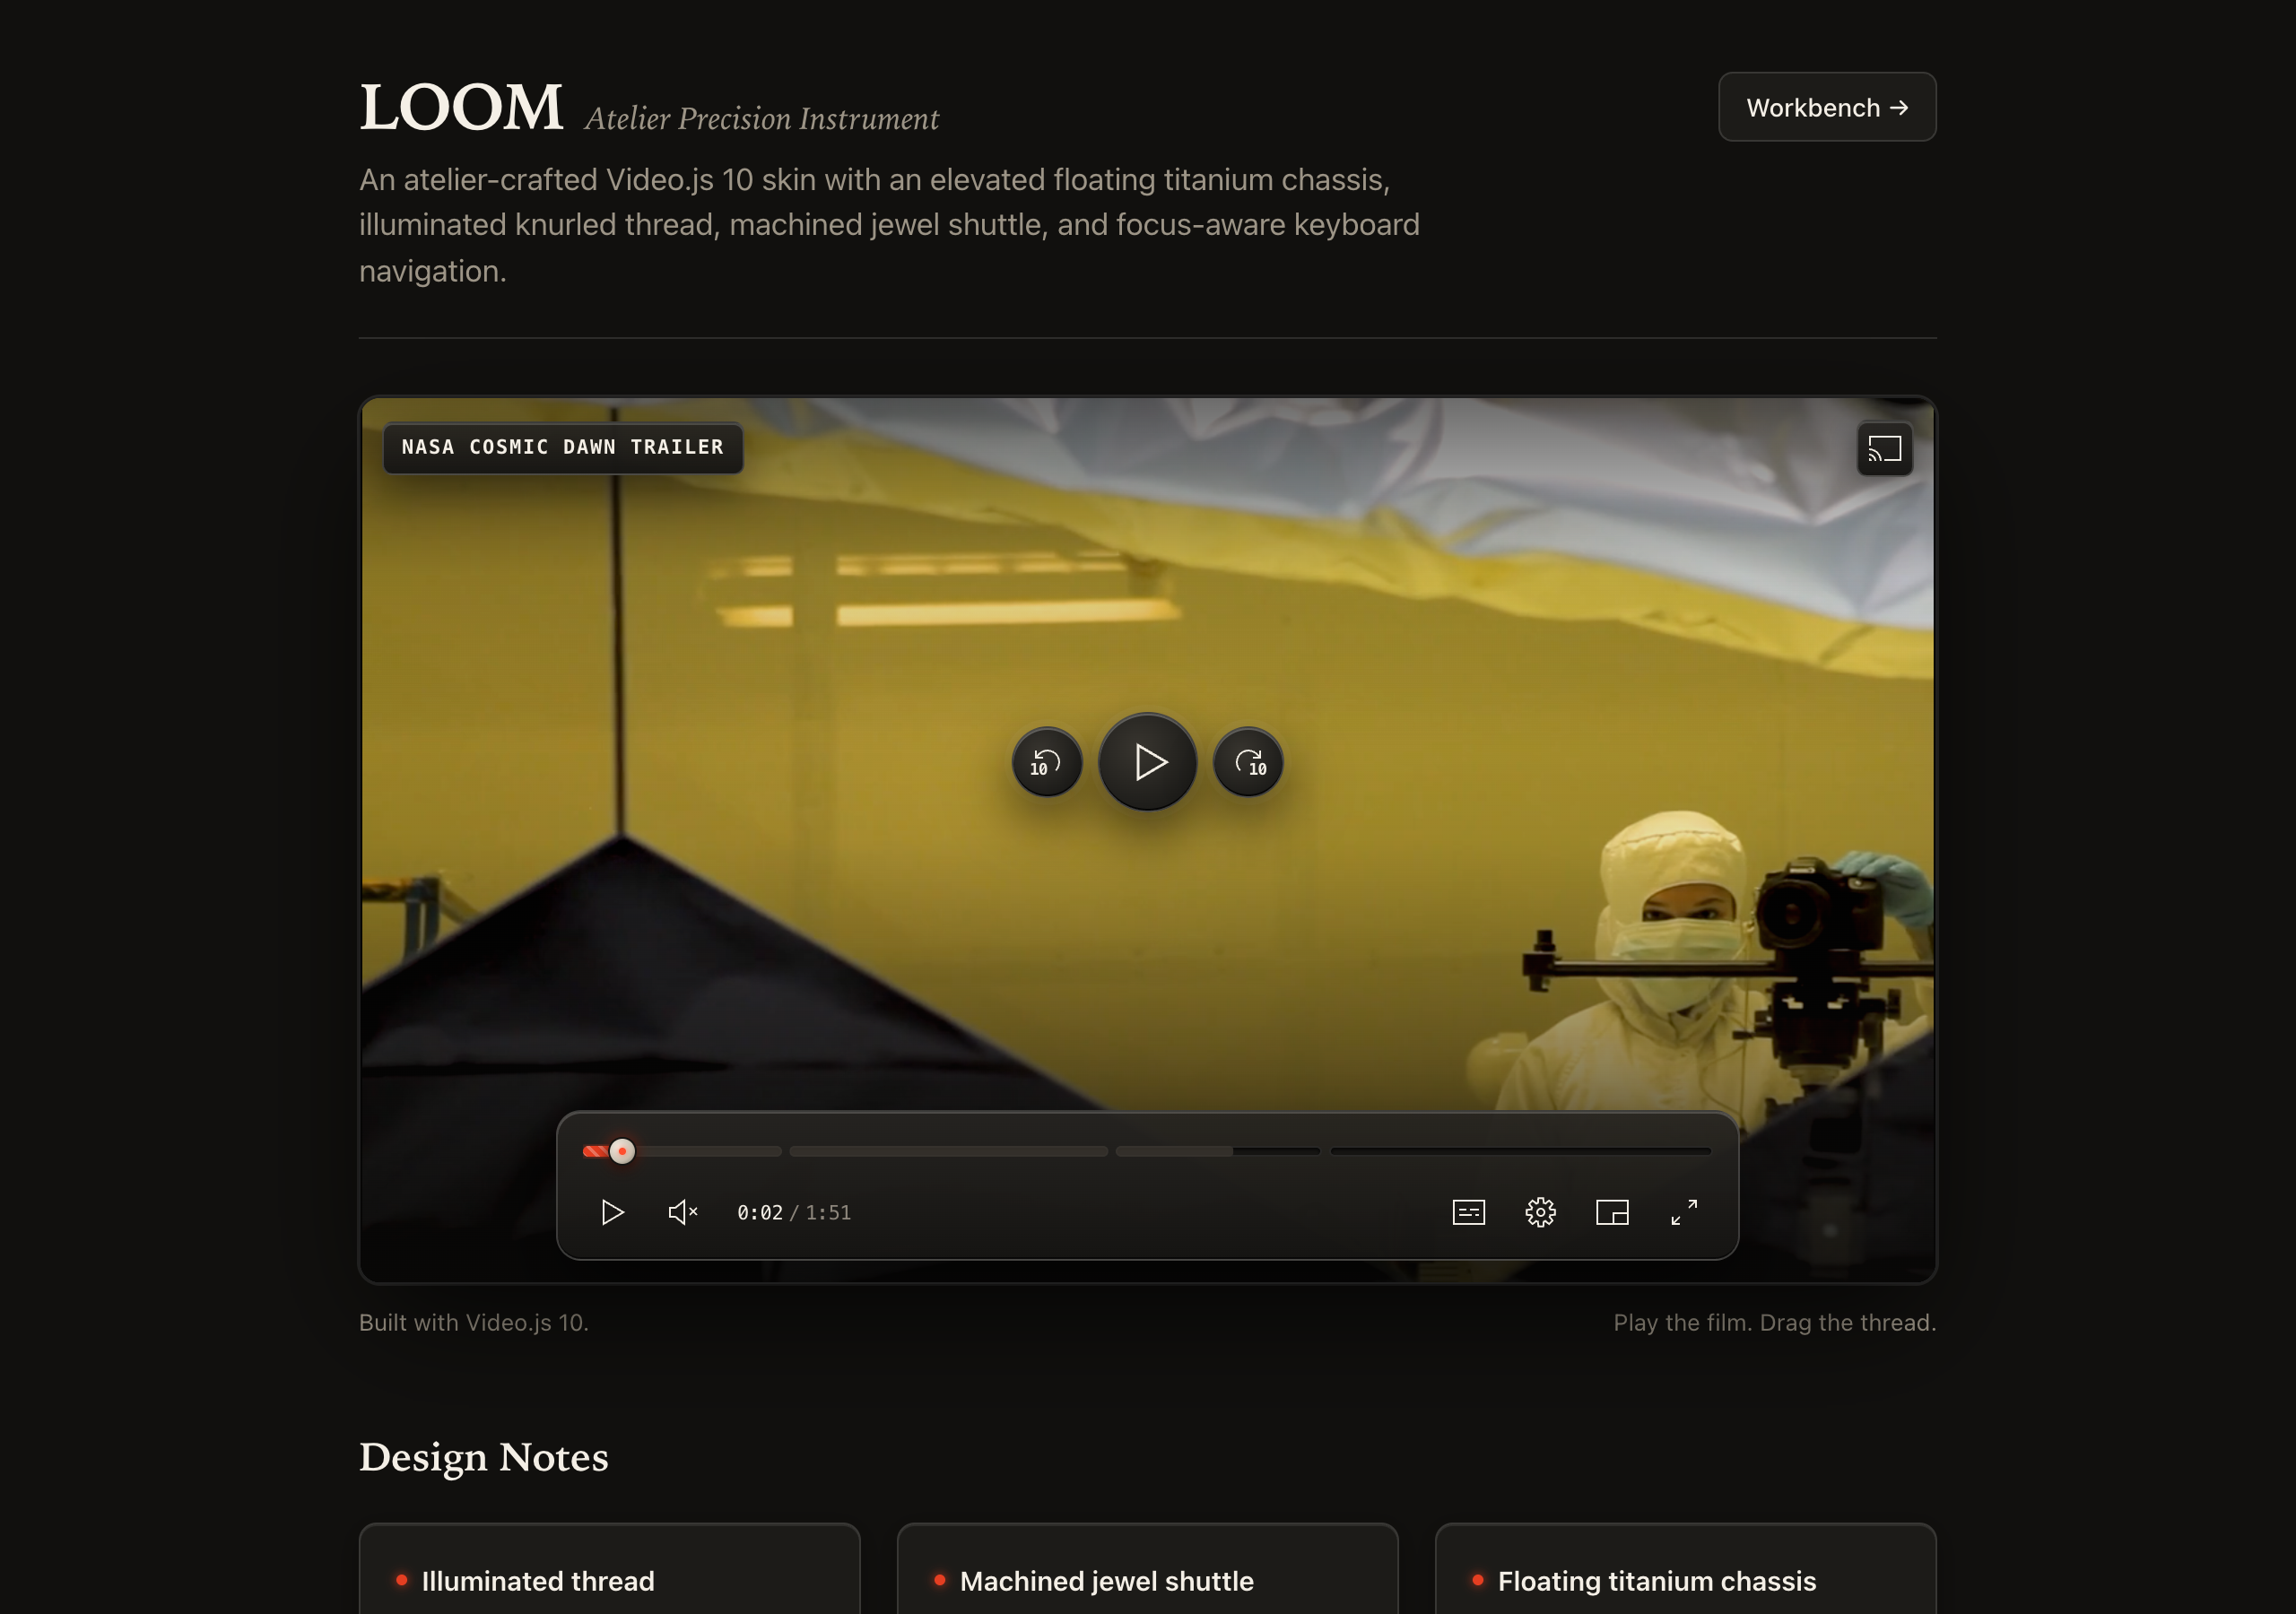 LOOM Atelier Precision Instrument
Workbench →
An atelier-crafted Video.js 10 skin with an elevated floating titanium chassis,
illuminated knurled thread, machined jewel shuttle, and focus-aware keyboard
navigation.
NASA COSMIC DAWN TRAILER
10
10
0:02 / 1:51
Built with Video.js 10.
Play the film. Drag the thread.
Design Notes
Illuminated thread
Machined jewel shuttle
Floating titanium chassis